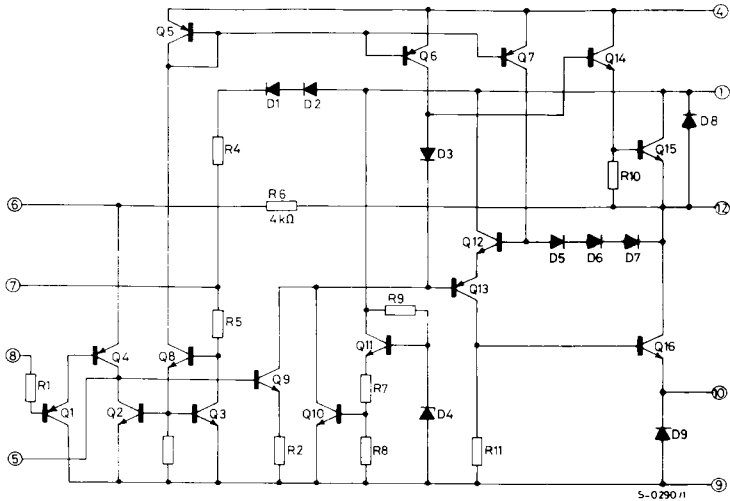 4
Q5
Q6
Q7
Q14
1
D1
D2
D8
R4
D3
Q15
R10
6
R6
4kΩ
12
Q12
D5
D6
D7
7
Q13
R9
R5
Q11
Q16
8
Q4
Q8
R1
Q9
R7
10
Q1
Q2
Q3
Q10
D4
D9
5
R2
R8
R11
9
S-0290/1